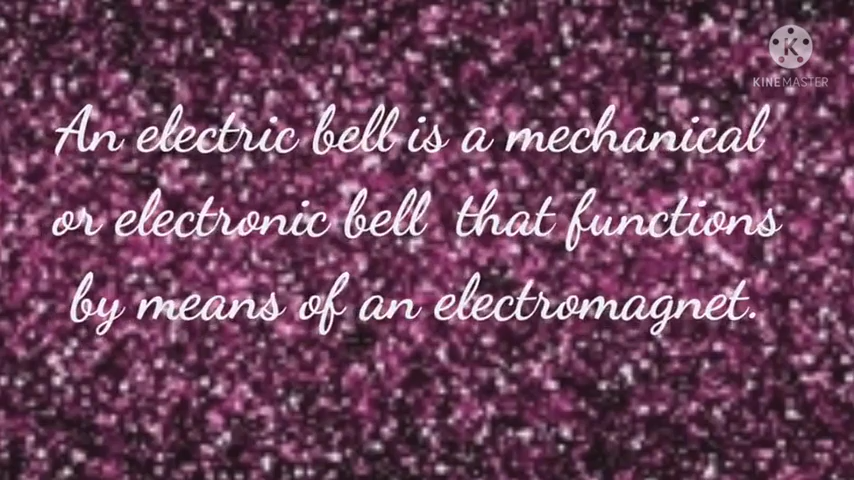 KINEMASTER
An electric bell is a mechanical
or electronic bell that functions
by means of an electromagnet.